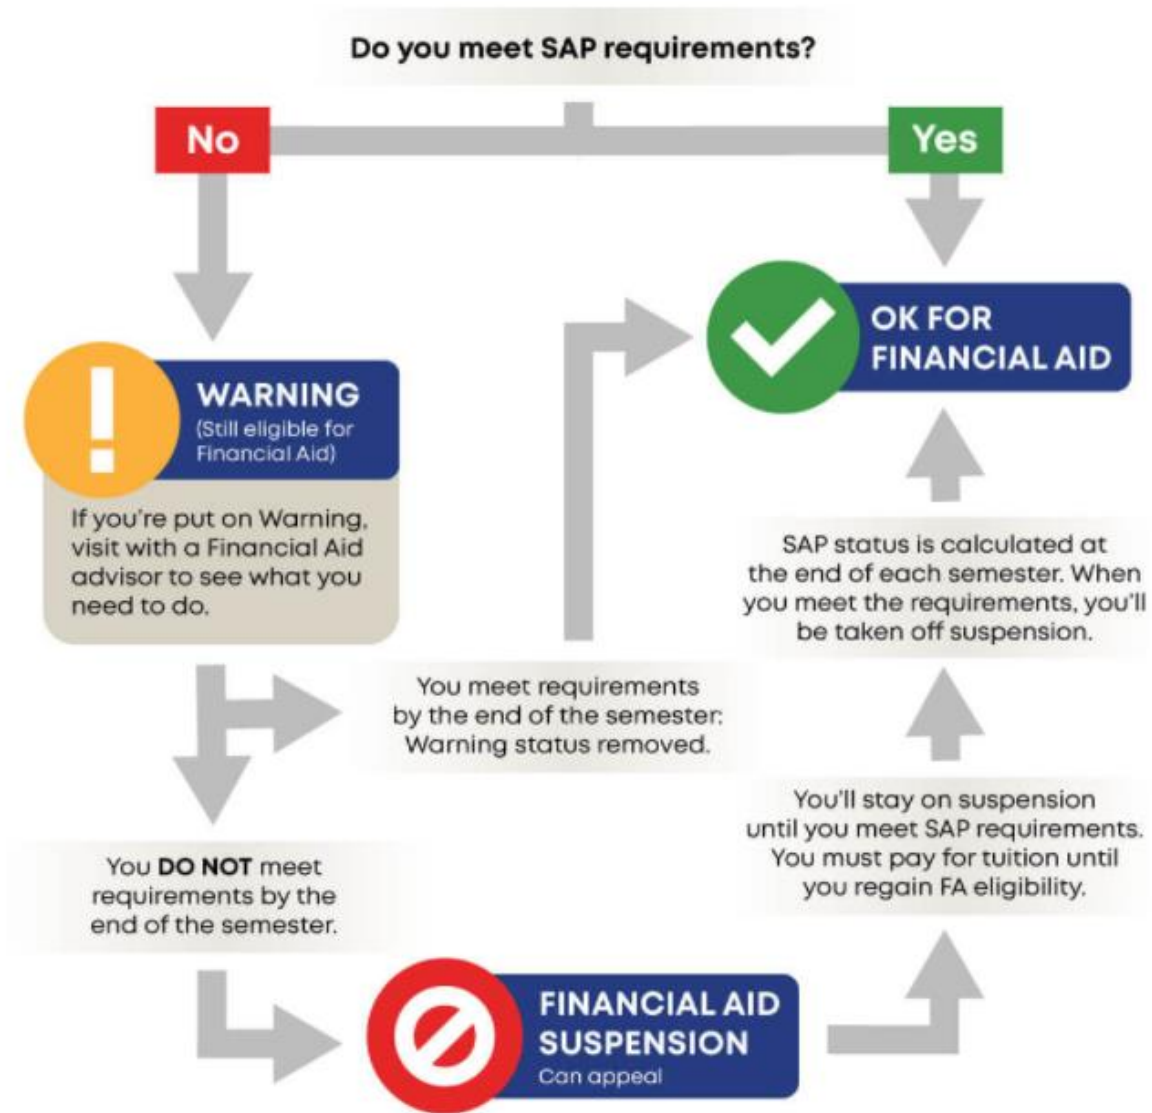 Do you meet SAP requirements?
No
Yes
OK FOR
FINANCIAL AID
WARNING
(Still eligible for
Financial Aid)
If you're put on Warning,
visit with a Financial Aid
advisor to see what you
need to do.
SAP status is calculated at
the end of each semester. When
you meet the requirements, you'll
be taken off suspension.
You meet requirements
by the end of the semester:
Warning status removed.
You'll stay on suspension
until you meet SAP requirements.
You must pay for tuition until
you regain FA eligibility.
You DO NOT meet
requirements by the
end of the semester.
FINANCIAL AID
SUSPENSION
Can appeal